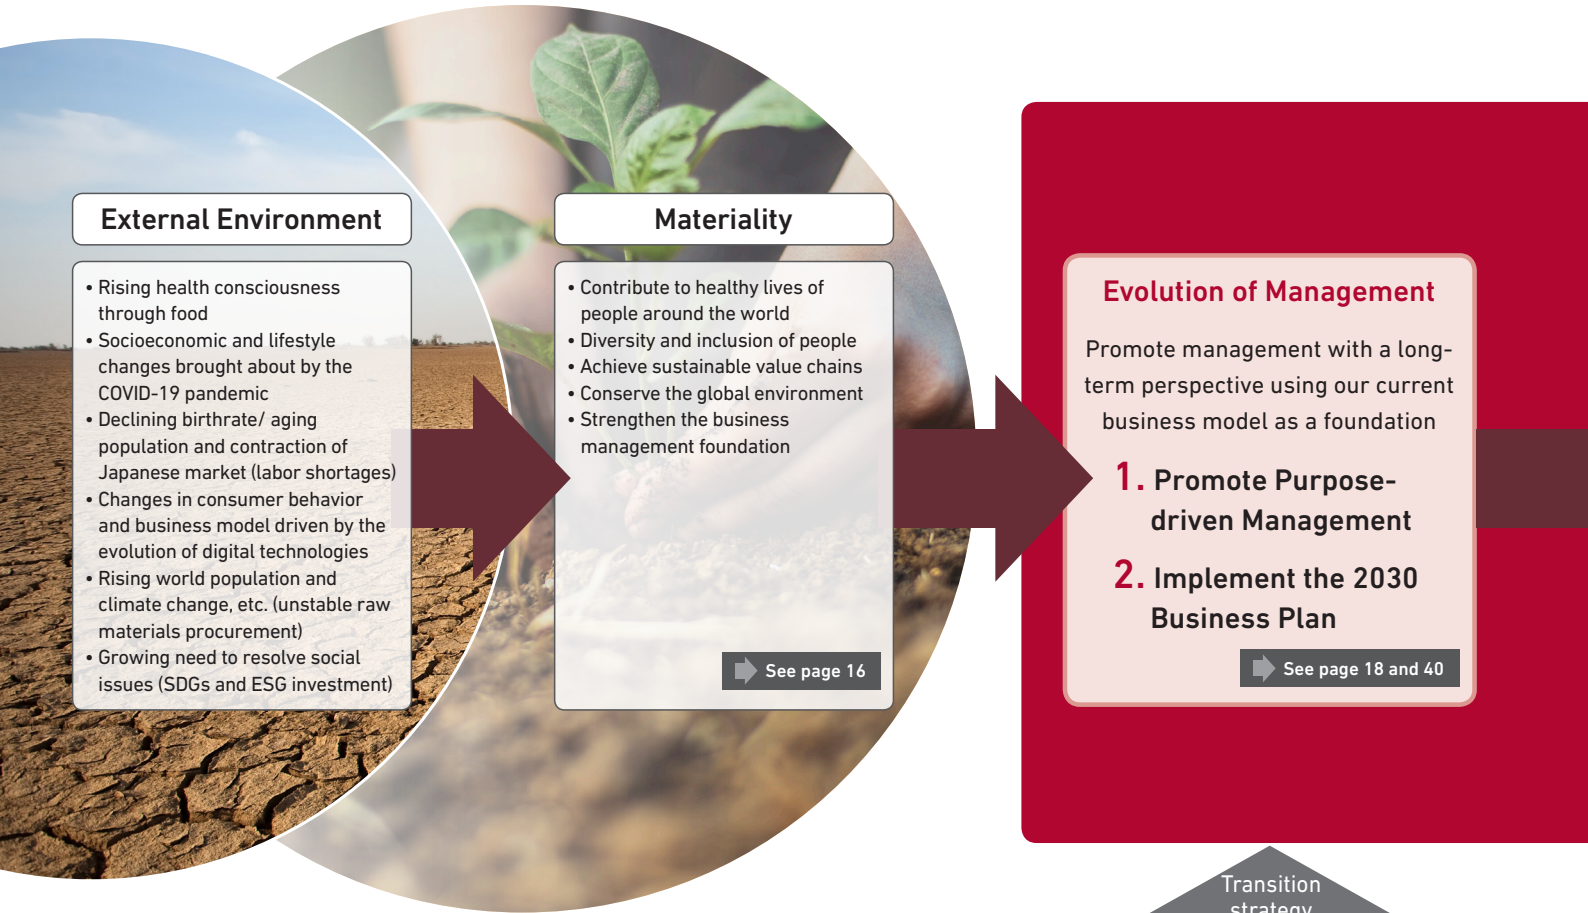 External Environment
• Rising health consciousness
through food
• Socioeconomic and lifestyle
changes brought about by the
COVID-19 pandemic
• Declining birthrate/ aging
population and contraction of
Japanese market (labor shortages)
• Changes in consumer behavior
and business model driven by the
evolution of digital technologies
• Rising world population and
climate change, etc. (unstable raw
materials procurement)
• Growing need to resolve social
issues (SDGs and ESG investment)
Materiality
• Contribute to healthy lives of
people around the world
• Diversity and inclusion of people
• Achieve sustainable value chains
• Conserve the global environment
• Strengthen the business
management foundation
See page 16
Evolution of Management
Promote management with a long-
term perspective using our current
business model as a foundation
1. Promote Purpose-
driven Management
2. Implement the 2030
Business Plan
See page 18 and 40
Transition
strategy